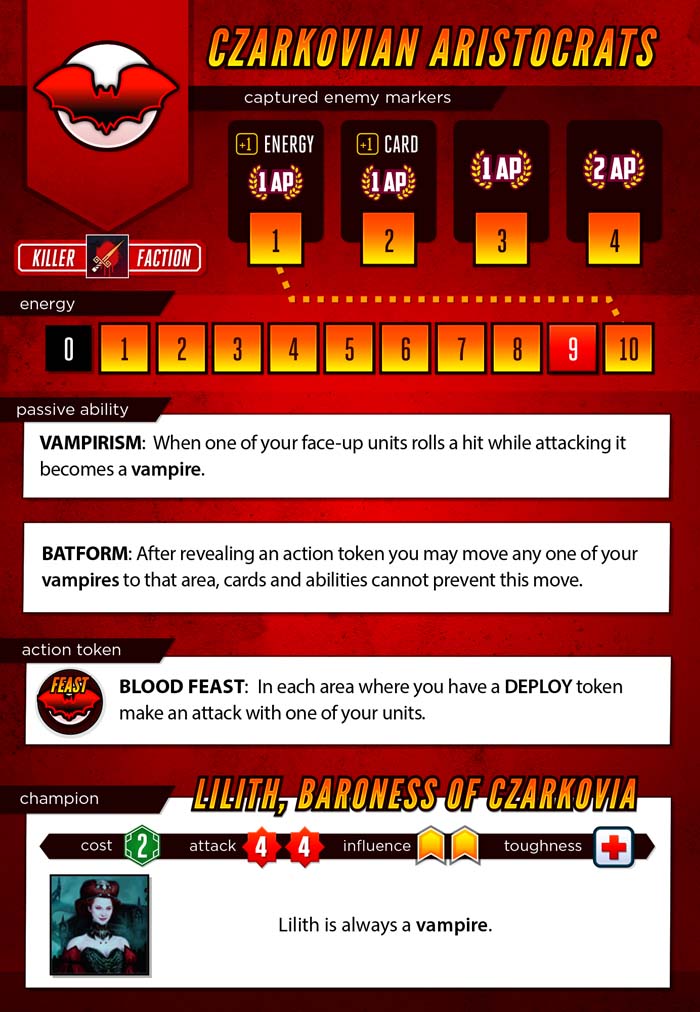 CZARKOVIAN ARISTOCRATS
captured enemy markers
+1 ENERGY
1 AP
1
+1 CARD
1 AP
2
1 AP
3
2 AP
4
KILLER FACTION
energy
0 1 2 3 4 5 6 7 8 9 10
passive ability
VAMPIRISM: When one of your face-up units rolls a hit while attacking it
becomes a vampire.
BATFORM: After revealing an action token you may move any one of your
vampires to that area, cards and abilities cannot prevent this move.
action token
FEAST
BLOOD FEAST: In each area where you have a DEPLOY token
make an attack with one of your units.
champion
LILITH, BARONESS OF CZARKOVIA
cost 2 attack 4 4 influence toughness
Lilith is always a vampire.